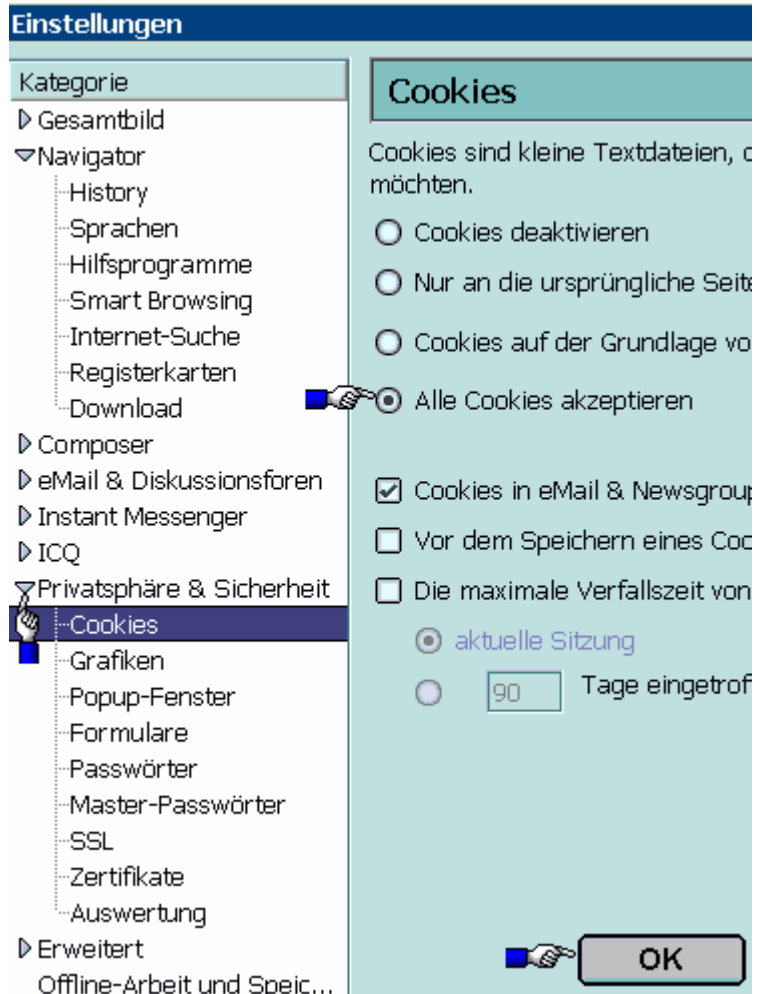 Einstellungen
Kategorie
Gesamtbild
Navigator
History
Sprachen
Hilfsprogramme
Smart Browsing
Internet-Suche
Registerkarten
Download
Composer
eMail & Diskussionsforen
Instant Messenger
ICQ
Privatsphäre & Sicherheit
Cookies
Grafiken
Popup-Fenster
Formulare
Passwörter
Master-Passwörter
SSL
Zertifikate
Auswertung
Erweitert
Offline-Arbeit und Speic...
Cookies
Cookies sind kleine Textdateien,
möchten.
Cookies deaktivieren
Nur an die ursprüngliche Seite
Cookies auf der Grundlage vo
Alle Cookies akzeptieren
Cookies in eMail & Newsgroup
Vor dem Speichern eines Coo
Die maximale Verfallszeit von
aktuelle Sitzung
90 Tage eingetrof
OK